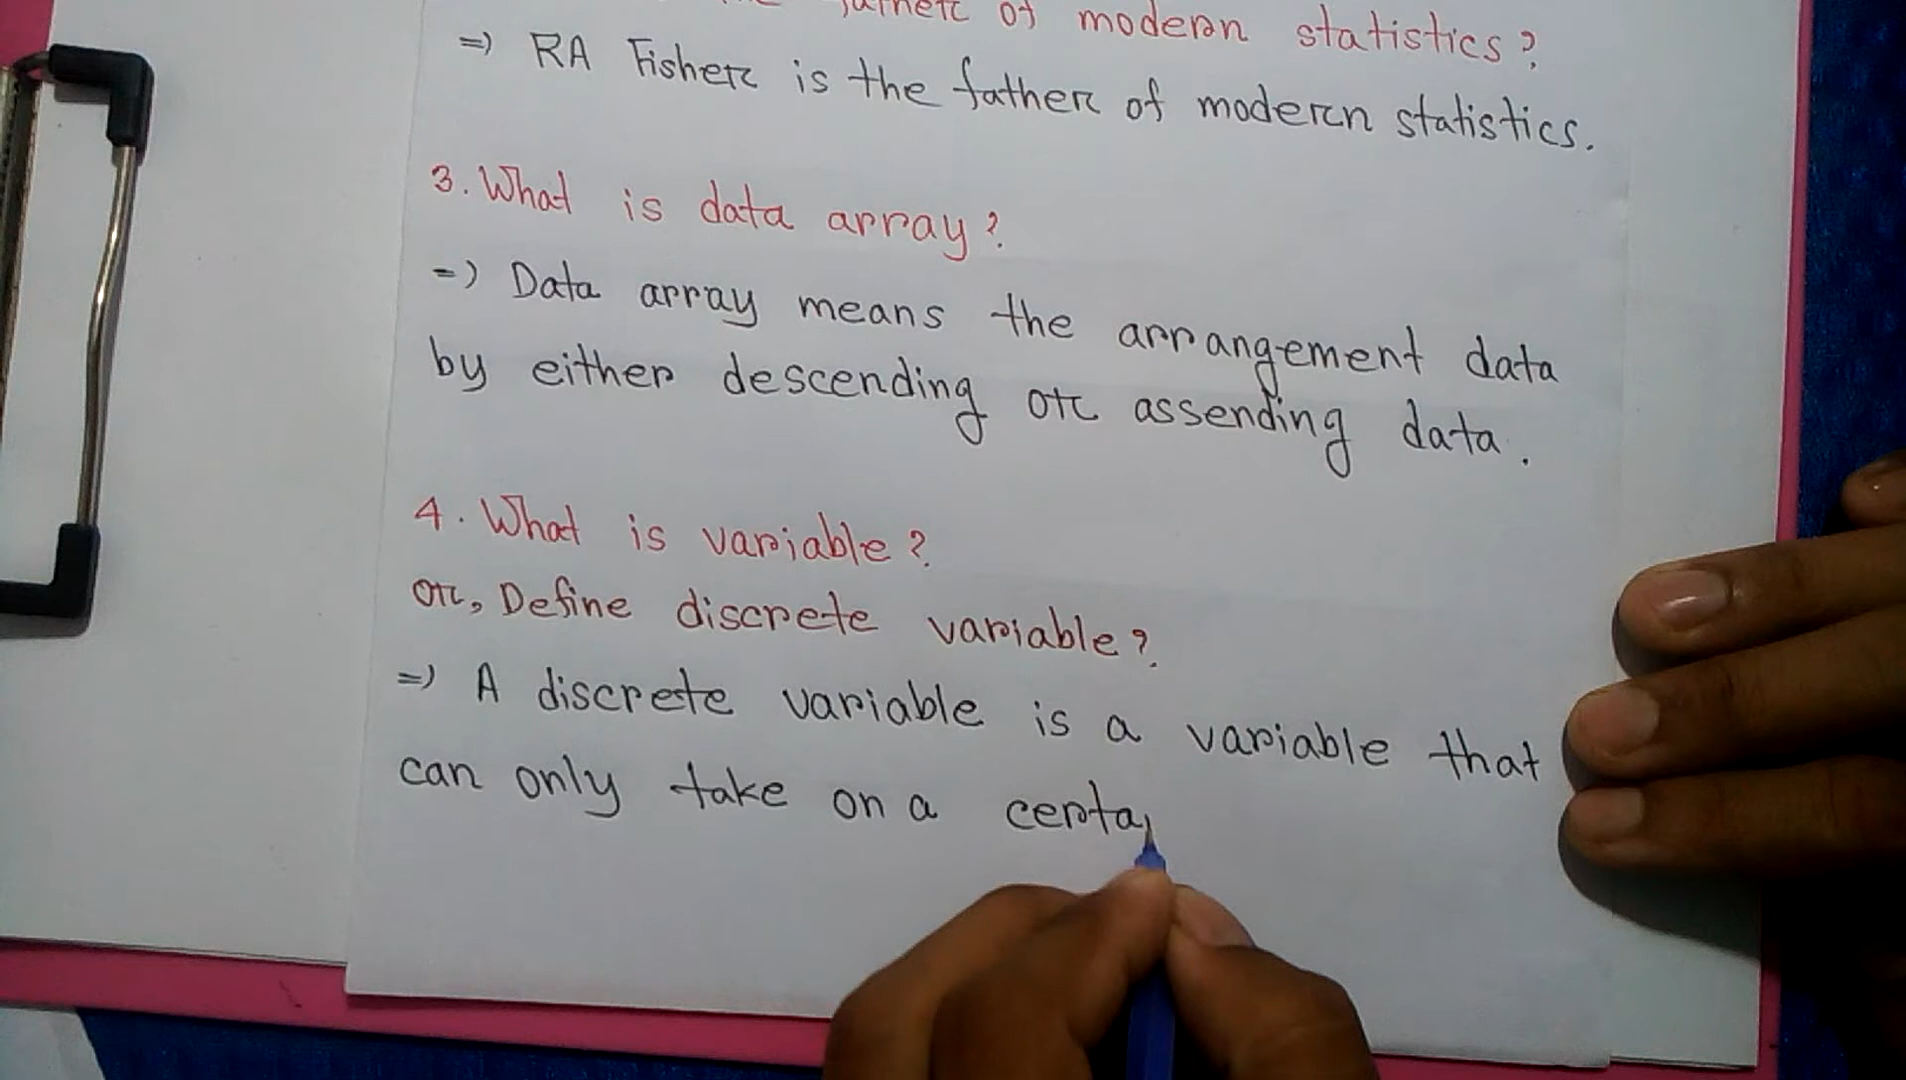 father of modern statistics?
=) RA Fisher is the father of modern statistics.
3. What is data array?
=) Data array means the arrangement data
by either descending or assending data.
4. What is variable?
or, Define discrete variable?
=) A discrete variable is a variable that
can only take on a certai